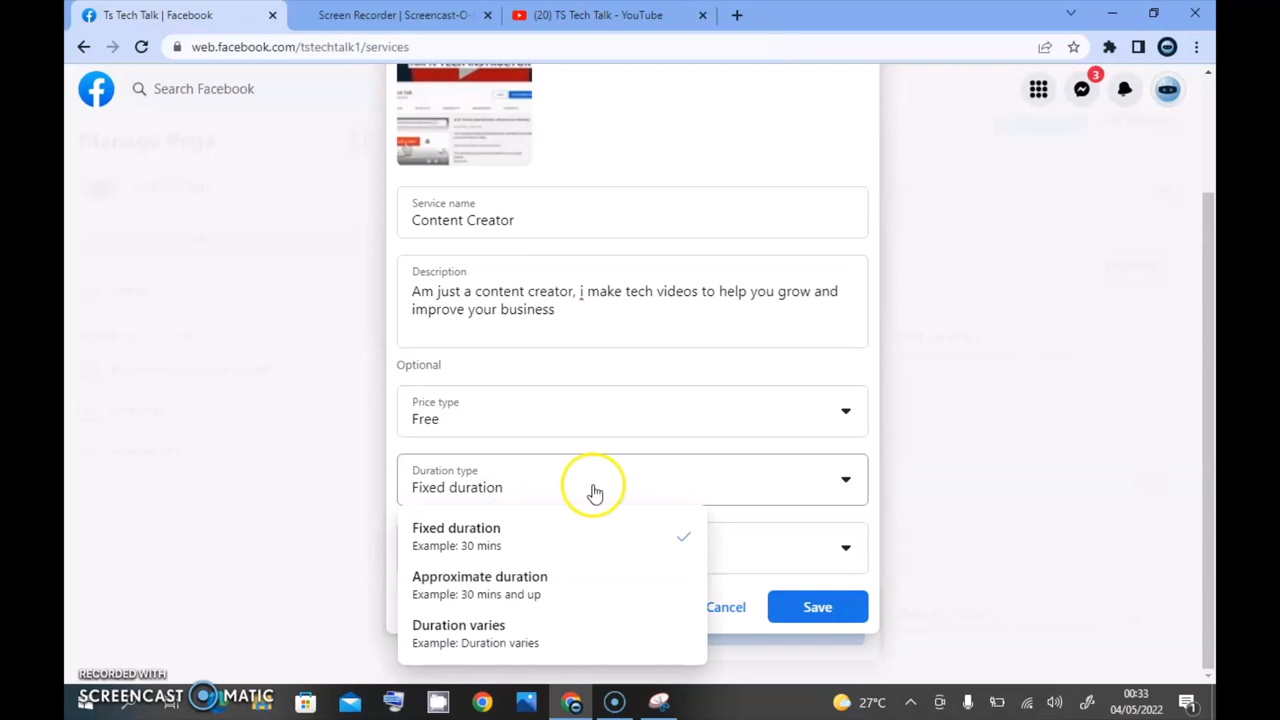 Ts Tech Talk | Facebook
Screen Recorder | Screencast-O-
(20) TS Tech Talk - YouTube
web.facebook.com/tstechtalk1/services
Search Facebook
3
Manage Page
Service name
Content Creator
Description
Am just a content creator, i make tech videos to help you grow and
improve your business
Optional
Price type
Free
Duration type
Fixed duration
Fixed duration
Example: 30 mins
Approximate duration
Example: 30 mins and up
Duration varies
Example: Duration varies
Cancel
Save
RECORDED WITH
SCREENCAST MATIC
27°C
00:33
04/05/2022
1